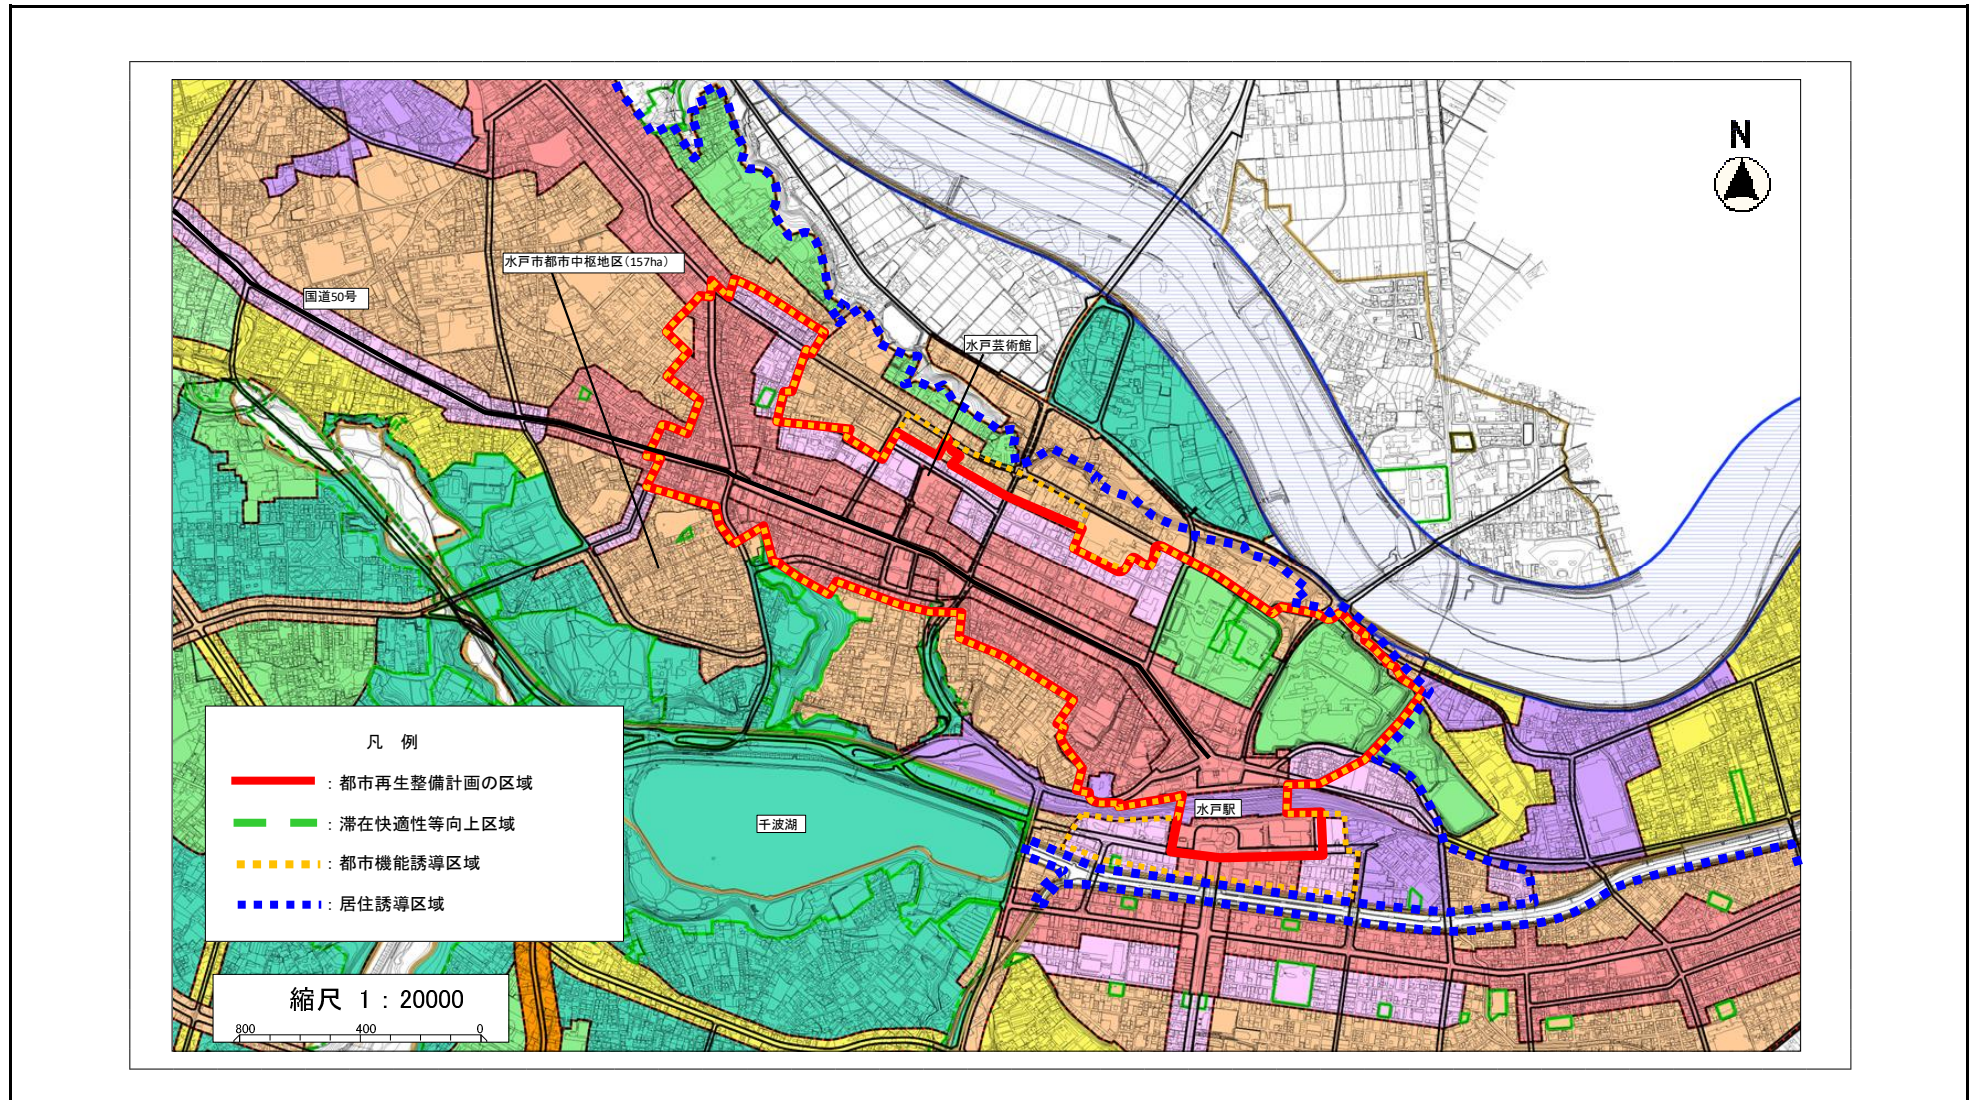 N
水戸市都市中枢地区(157ha)
国道50号
水戸芸術館
水戸駅
千波湖
凡　例
：都市再生整備計画の区域
：滞在快適性等向上区域
：都市機能誘導区域
：居住誘導区域
縮尺　1：20000
800 400 0